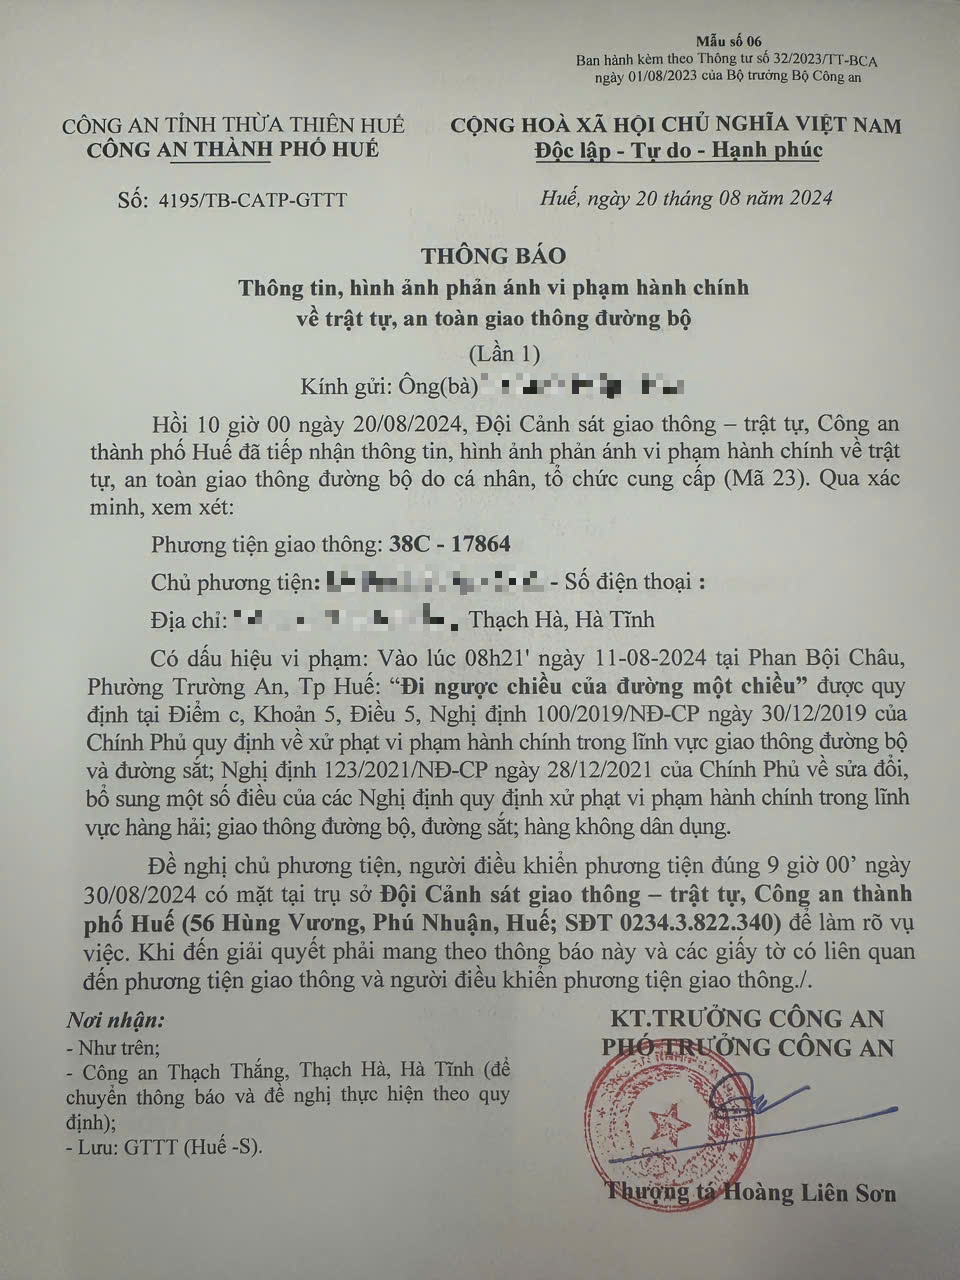 Mẫu số 06
Ban hành kèm theo Thông tư số 32/2023/TT-BCA
ngày 01/08/2023 của Bộ trưởng Bộ Công an
CÔNG AN TỈNH THỪA THIÊN HUẾ
CÔNG AN THÀNH PHỐ HUẾ
CỘNG HOÀ XÃ HỘI CHỦ NGHĨA VIỆT NAM
Độc lập - Tự do - Hạnh phúc
Số: 4195/TB-CATP-GTTT
Huế, ngày 20 tháng 08 năm 2024
THÔNG BÁO
Thông tin, hình ảnh phản ánh vi phạm hành chính
về trật tự, an toàn giao thông đường bộ
(Lần 1)
Kính gửi: Ông(bà)
Hồi 10 giờ 00 ngày 20/08/2024, Đội Cảnh sát giao thông – trật tự, Công an
thành phố Huế đã tiếp nhận thông tin, hình ảnh phản ánh vi phạm hành chính về trật
tự, an toàn giao thông đường bộ do cá nhân, tổ chức cung cấp (Mã 23). Qua xác
minh, xem xét:
Phương tiện giao thông: 38C - 17864
Chủ phương tiện: - Số điện thoại :
Địa chỉ: , Thạch Hà, Hà Tĩnh
Có dấu hiệu vi phạm: Vào lúc 08h21' ngày 11-08-2024 tại Phan Bội Châu,
Phường Trường An, Tp Huế: “Đi ngược chiều của đường một chiều” được quy
định tại Điểm c, Khoản 5, Điều 5, Nghị định 100/2019/NĐ-CP ngày 30/12/2019 của
Chính Phủ quy định về xử phạt vi phạm hành chính trong lĩnh vực giao thông đường bộ
và đường sắt; Nghị định 123/2021/NĐ-CP ngày 28/12/2021 của Chính Phủ về sửa đổi,
bổ sung một số điều của các Nghị định quy định xử phạt vi phạm hành chính trong lĩnh
vực hàng hải; giao thông đường bộ, đường sắt; hàng không dân dụng.
Đề nghị chủ phương tiện, người điều khiển phương tiện đúng 9 giờ 00’ ngày
30/08/2024 có mặt tại trụ sở Đội Cảnh sát giao thông – trật tự, Công an thành
phố Huế (56 Hùng Vương, Phú Nhuận, Huế; SĐT 0234.3.822.340) để làm rõ vụ
việc. Khi đến giải quyết phải mang theo thông báo này và các giấy tờ có liên quan
đến phương tiện giao thông và người điều khiển phương tiện giao thông./.
Nơi nhận:
- Như trên;
- Công an Thạch Thắng, Thạch Hà, Hà Tĩnh (để
chuyển thông báo và đề nghị thực hiện theo quy
định);
- Lưu: GTTT (Huế -S).
KT.TRƯỞNG CÔNG AN
PHÓ TRƯỞNG CÔNG AN
Thượng tá Hoàng Liên Sơn